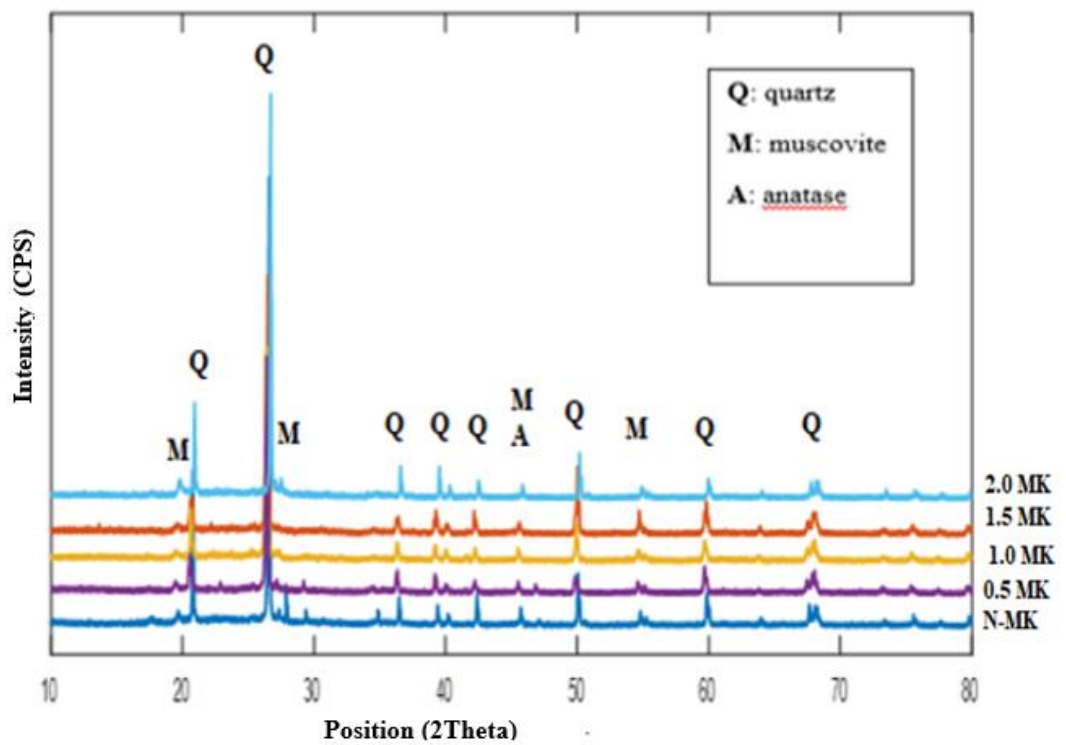 Q
Q: quartz
M: muscovite
A: anatase
Intensity (CPS)
Q
M
M
Q
Q
Q
M
A
Q
M
Q
Q
2.0 MK
1.5 MK
1.0 MK
0.5 MK
N-MK
10 20 30 40 50 60 70 80
Position (2Theta)